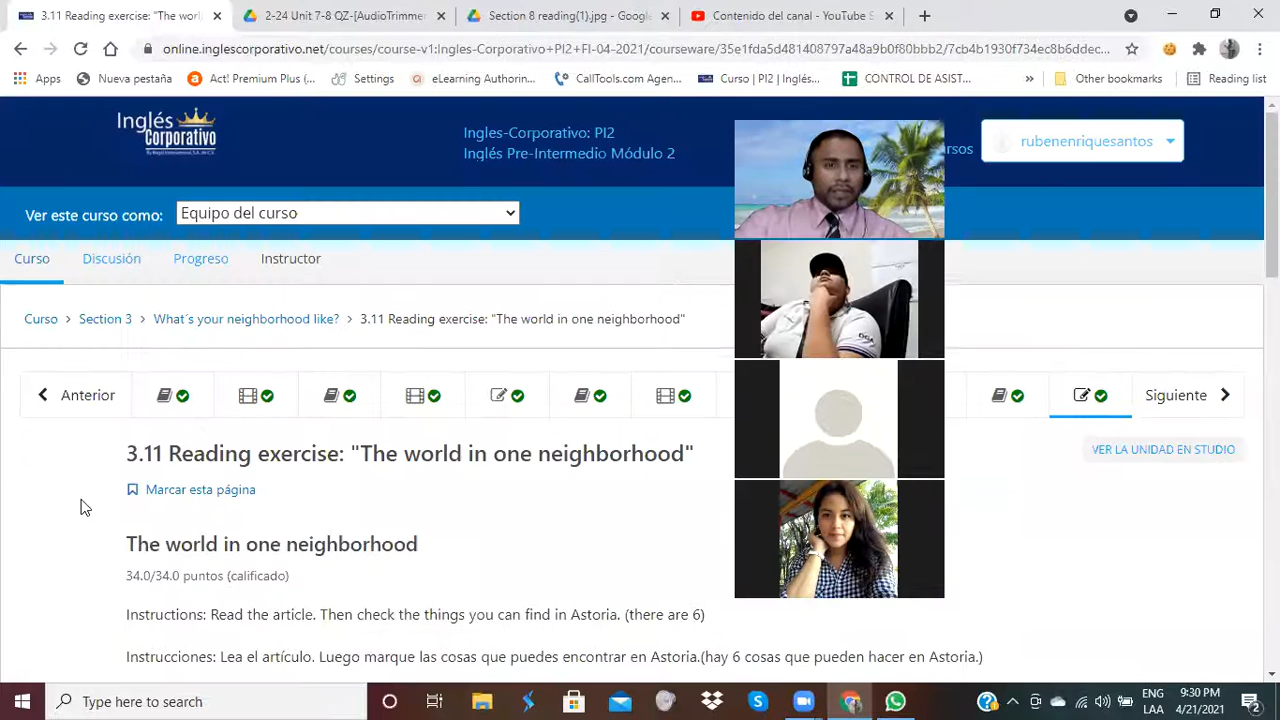 3.11 Reading exercise: "The wor
2-24 Unit 7-8 QZ-[AudioTrimmer
Section 8 reading(1).jpg - Google
Contenido del canal - YouTube S
online.inglescorporativo.net/courses/course-v1:Ingles-Corporativo+PI2+FI-04-2021/courseware/35e1fda5d481408797a48a9b0f80bbb2/7cb4b1930f734ec8b6ddec...
Apps
Nueva pestaña
Act! Premium Plus (...
Settings
eLearning Authorin...
CallTools.com Agen...
Curso | PI2 | Inglés...
CONTROL DE ASIST...
»
Other bookmarks
Reading list
Inglés
Corporativo
Ingles-Corporativo: PI2
Inglés Pre-Intermedio Módulo 2
cursos
rubenenriquesantos
Ver este curso como:
Equipo del curso
Curso
Discusión
Progreso
Instructor
Curso > Section 3 > What´s your neighborhood like? > 3.11 Reading exercise: "The world in one neighborhood"
Anterior
Siguiente
3.11 Reading exercise: "The world in one neighborhood"
VER LA UNIDAD EN STUDIO
Marcar esta página
The world in one neighborhood
34.0/34.0 puntos (calificado)
Instructions: Read the article. Then check the things you can find in Astoria. (there are 6)
Instrucciones: Lea el artículo. Luego marque las cosas que puedes encontrar en Astoria.(hay 6 cosas que pueden hacer en Astoria.)
Type here to search
ENG
LAA
9:30 PM
4/21/2021
2